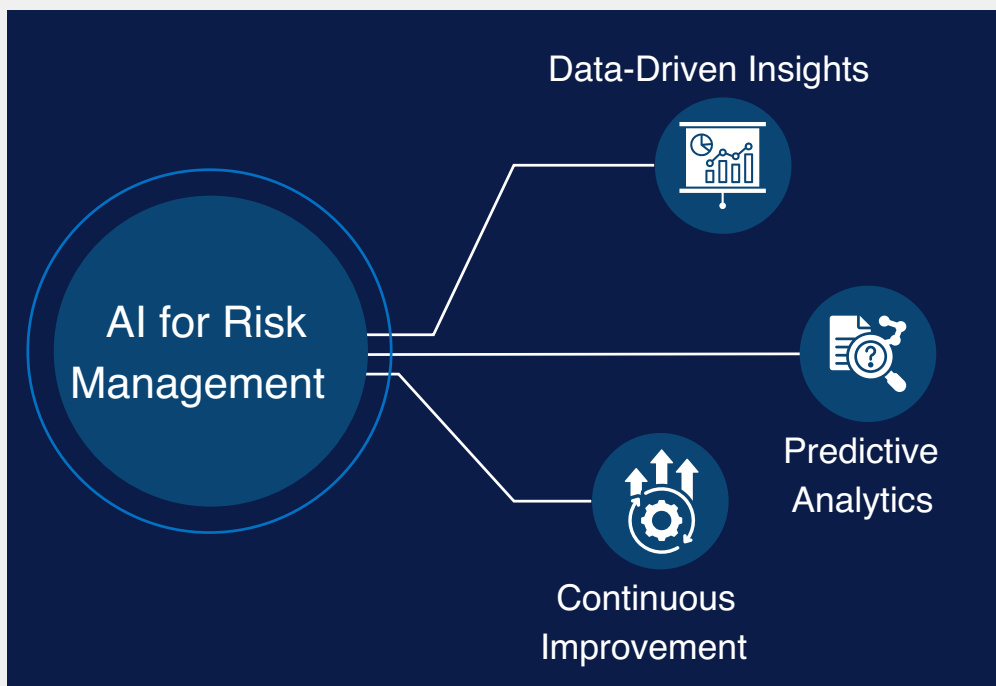 Data-Driven Insights
AI for Risk
Management
?
Predictive
Analytics
Continuous
Improvement